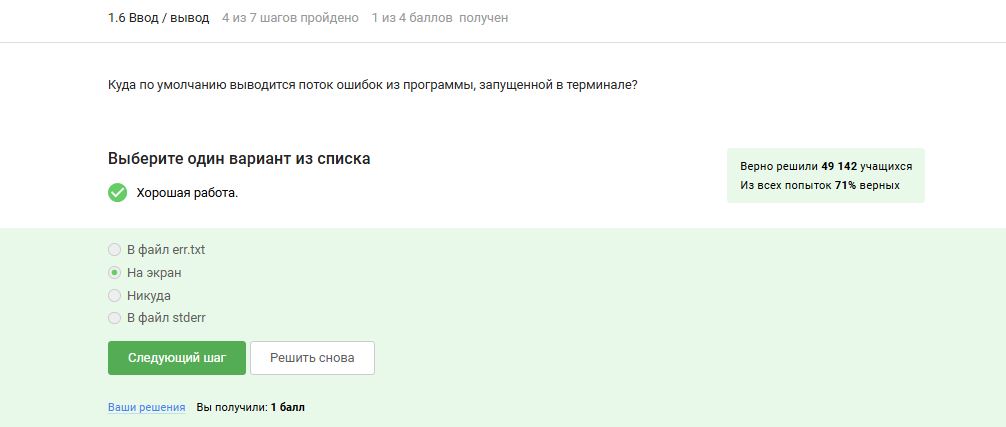 1.6 Ввод / вывод 4 из 7 шагов пройдено 1 из 4 баллов получен
Куда по умолчанию выводится поток ошибок из программы, запущенной в терминале?
Выберите один вариант из списка
Хорошая работа.
Верно решили 49 142 учащихся
Из всех попыток 71% верных
В файл err.txt
На экран
Никуда
В файл stderr
Следующий шаг Решить снова
Ваши решения Вы получили: 1 балл